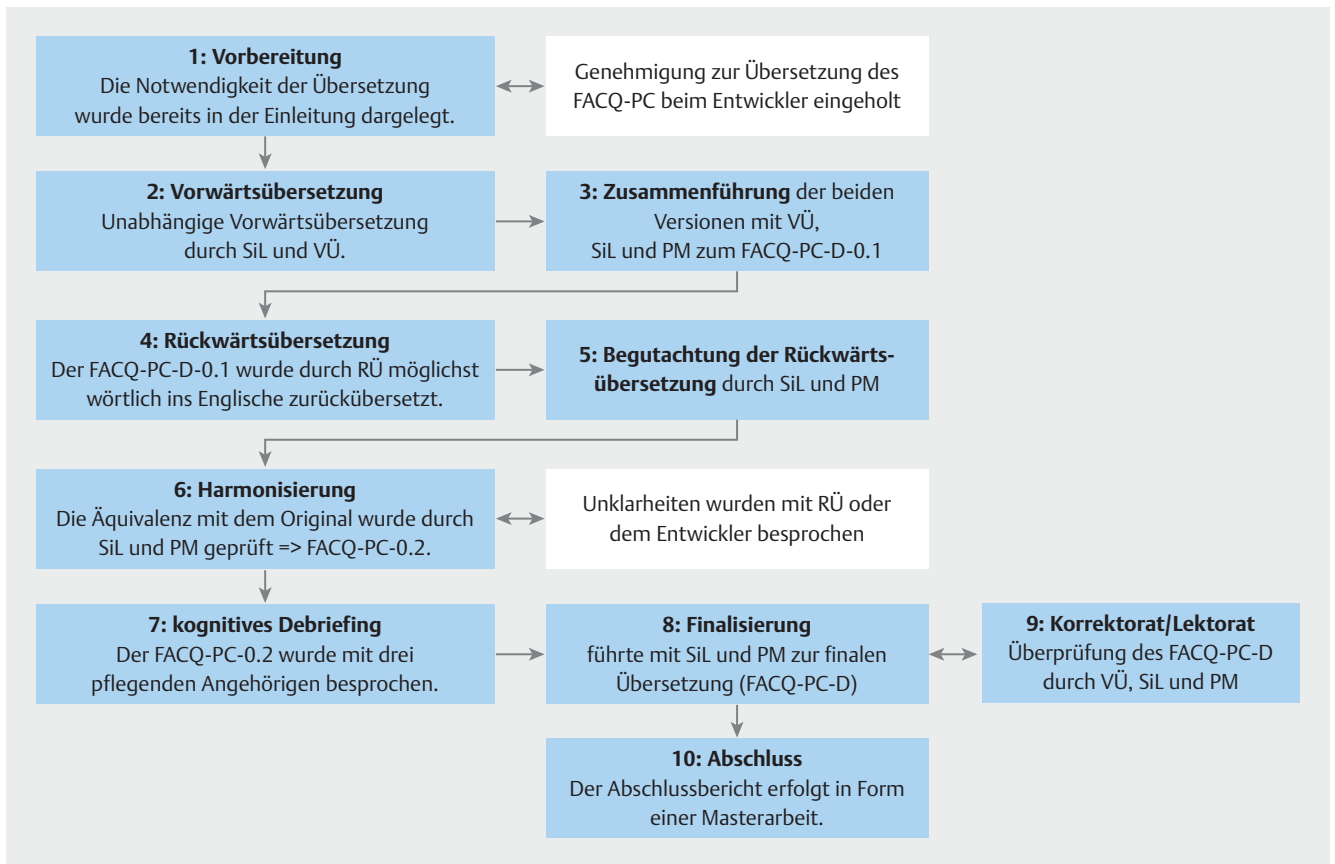 1: Vorbereitung
Die Notwendigkeit der Übersetzung
wurde bereits in der Einleitung dargelegt.
Genehmigung zur Übersetzung des
FACQ-PC beim Entwickler eingeholt
2: Vorwärtsübersetzung
Unabhängige Vorwärtsübersetzung
durch SiL und VÜ.
3: Zusammenführung der beiden
Versionen mit VÜ,
SiL und PM zum FACQ-PC-D-0.1
4: Rückwärtsübersetzung
Der FACQ-PC-D-0.1 wurde durch RÜ möglichst
wörtlich ins Englische zurückübersetzt.
5: Begutachtung der Rückwärts-
übersetzung durch SiL und PM
6: Harmonisierung
Die Äquivalenz mit dem Original wurde durch
SiL und PM geprüft => FACQ-PC-0.2.
Unklarheiten wurden mit RÜ oder
dem Entwickler besprochen
7: kognitives Debriefing
Der FACQ-PC-0.2 wurde mit drei
pflegenden Angehörigen besprochen.
8: Finalisierung
führte mit SiL und PM zur finalen
Übersetzung (FACQ-PC-D)
9: Korrektorat/Lektorat
Überprüfung des FACQ-PC-D
durch VÜ, SiL und PM
10: Abschluss
Der Abschlussbericht erfolgt in Form
einer Masterarbeit.